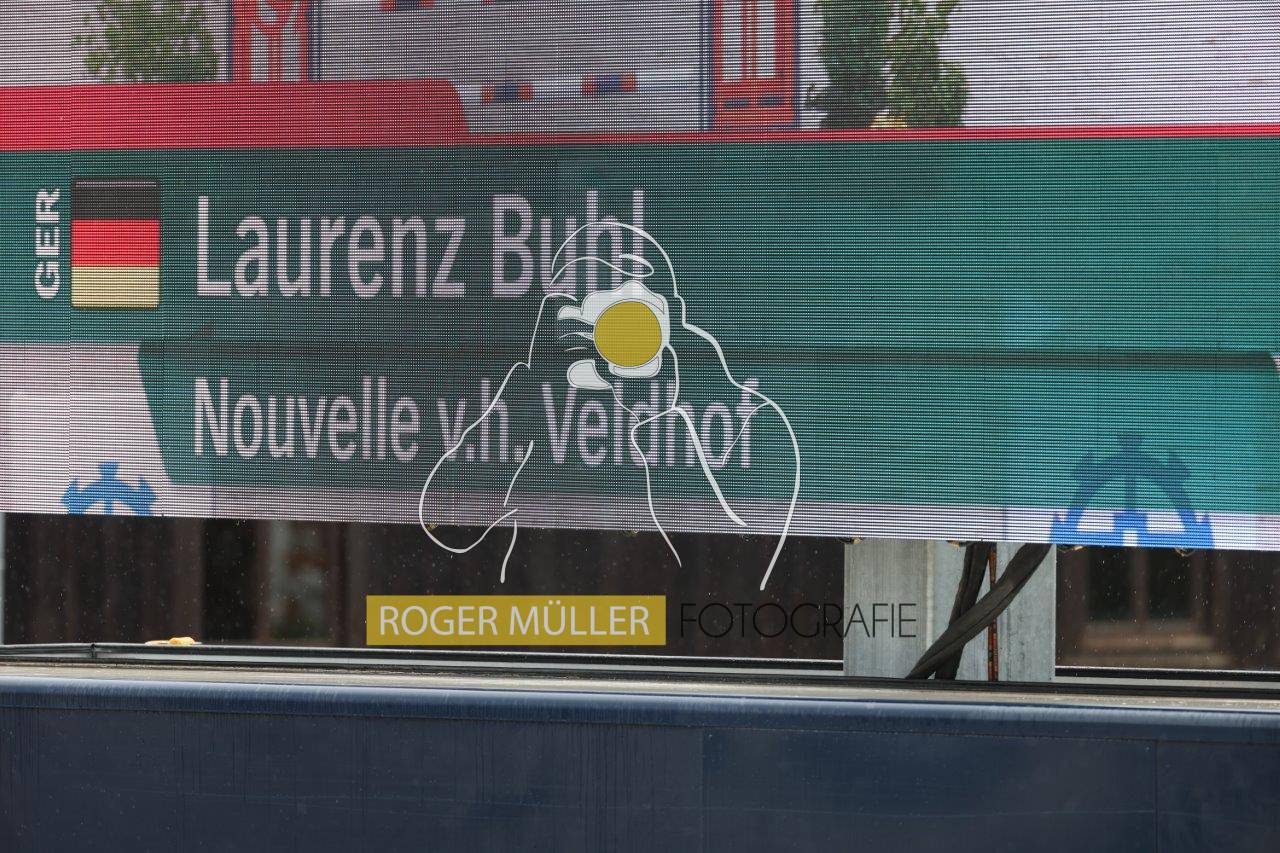 GER
Laurenz Buhl
Nouvelle v.h. Veldhof
ROGER MÜLLER FOTOGRAFIE